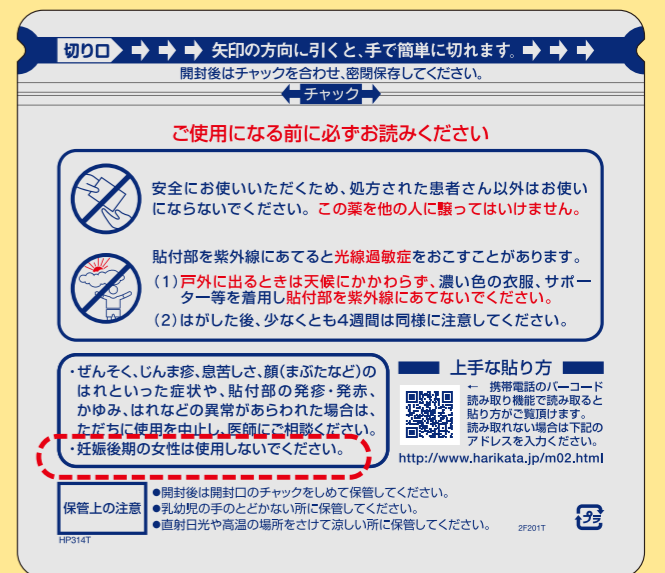 切り口 → → → 矢印の方向に引くと、手で簡単に切れます。→ → →
開封後はチャックを合わせ、密閉保存してください。
←チャック→
ご使用になる前に必ずお読みください
安全にお使いいただくため、処方された患者さん以外はお使い
にならないでください。この薬を他の人に譲ってはいけません。
貼付部を紫外線にあてると光線過敏症をおこすことがあります。
(1)戸外に出るときは天候にかかわらず、濃い色の衣服、サポー
ター等を着用し貼付部を紫外線にあてないでください。
(2)はがした後、少なくとも4週間は同様に注意してください。
・ぜんそく、じんま疹、息苦しさ、顔(まぶたなど)の
はれといった症状や、貼付部の発疹・発赤、
かゆみ、はれなどの異常があらわれた場合は、
ただちに使用を中止し、医師にご相談ください。
・妊娠後期の女性は使用しないでください。
上手な貼り方
← 携帯電話のバーコード
読み取り機能で読み取ると
貼り方がご覧頂けます。
読み取れない場合は下記の
アドレスを入力ください。
http://www.harikata.jp/m02.html
保管上の注意
●開封後は開封口のチャックをしめて保管してください。
●乳幼児の手のとどかない所に保管してください。
●直射日光や高温の場所をさけて涼しい所に保管してください。
2F201T
プラ
HP314T